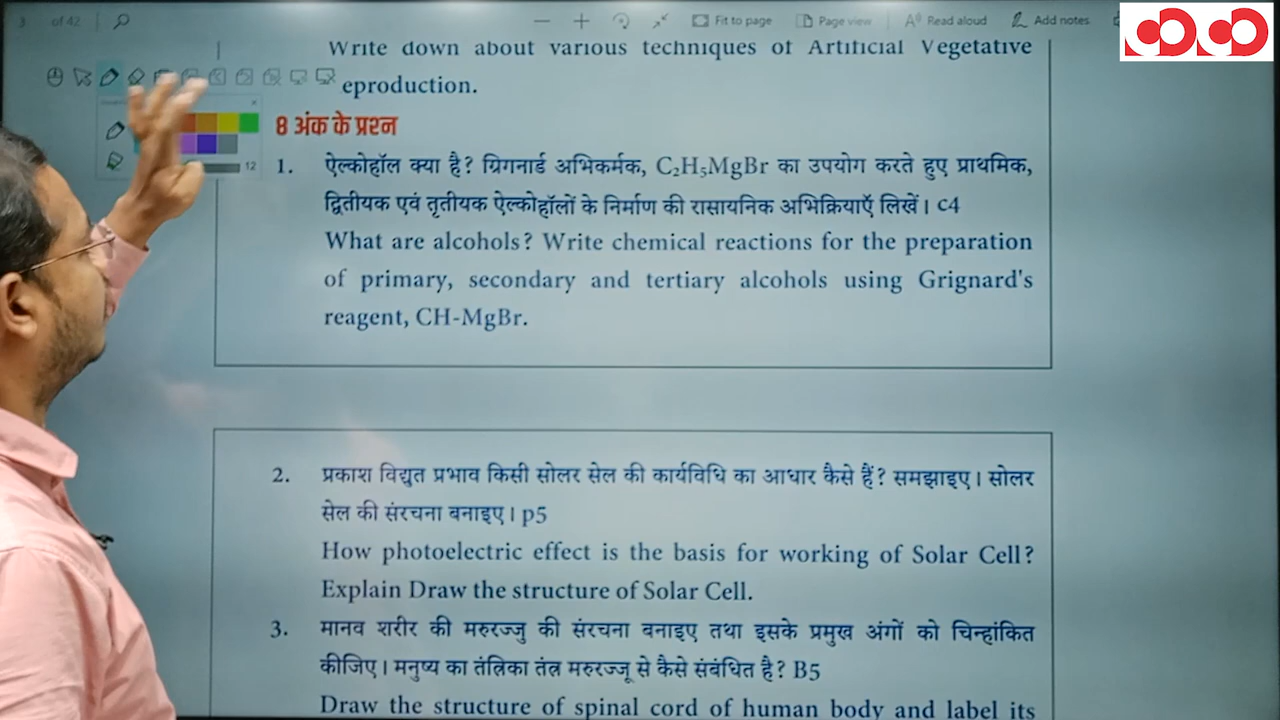 3 of 42
Fit to page
Page view
Read aloud
Add notes
Write down about various techniques of Artificial Vegetative
eproduction.
12
8 अंक के प्रश्न
1. ऐल्कोहॉल क्या है? ग्रिगनार्ड अभिकर्मक, C₂H₅MgBr का उपयोग करते हुए प्राथमिक,
द्वितीयक एवं तृतीयक ऐल्कोहॉलों के निर्माण की रासायनिक अभिक्रियाएँ लिखें। c4
What are alcohols? Write chemical reactions for the preparation
of primary, secondary and tertiary alcohols using Grignard's
reagent, CH-MgBr.
2. प्रकाश विद्युत प्रभाव किसी सोलर सेल की कार्यविधि का आधार कैसे हैं? समझाइए। सोलर
सेल की संरचना बनाइए। p5
How photoelectric effect is the basis for working of Solar Cell?
Explain Draw the structure of Solar Cell.
3. मानव शरीर की मरुरज्जु की संरचना बनाइए तथा इसके प्रमुख अंगों को चिन्हांकित
कीजिए। मनुष्य का तंत्रिका तंत्र मरुरज्जू से कैसे संबंधित है? B5
Draw the structure of spinal cord of human body and label its